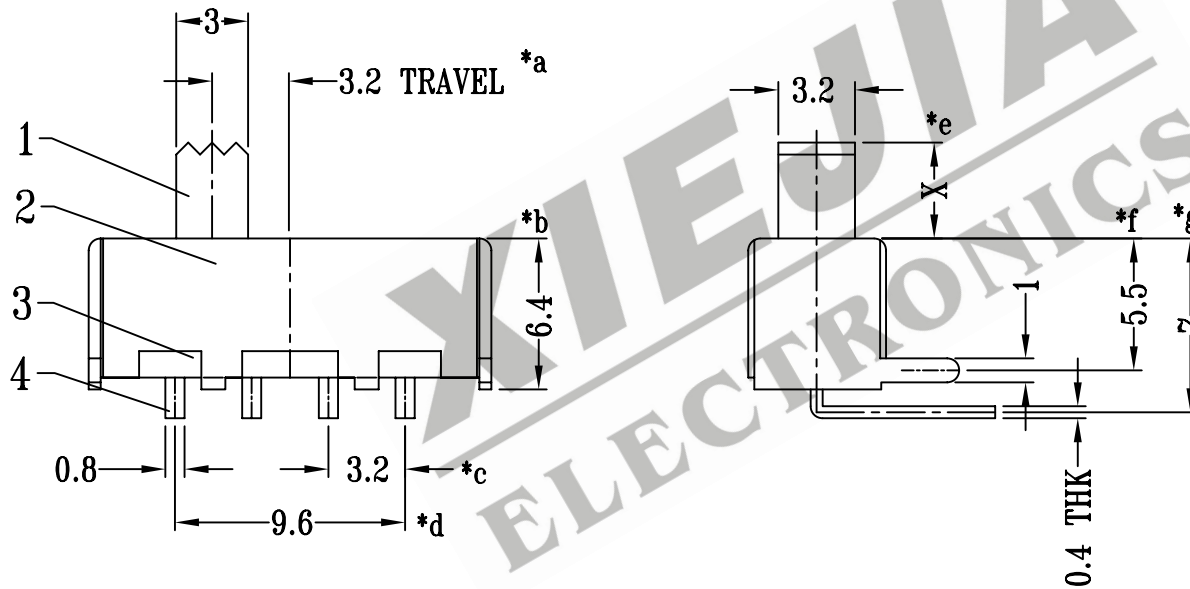 3
3.2 TRAVEL *a
3.2
*e
1
X
2
*b
*f
3
6.4
1
5.5
7
4
0.8
3.2
*c
9.6
*d
0.4 THK
XIEJIA
ELECTRONICS